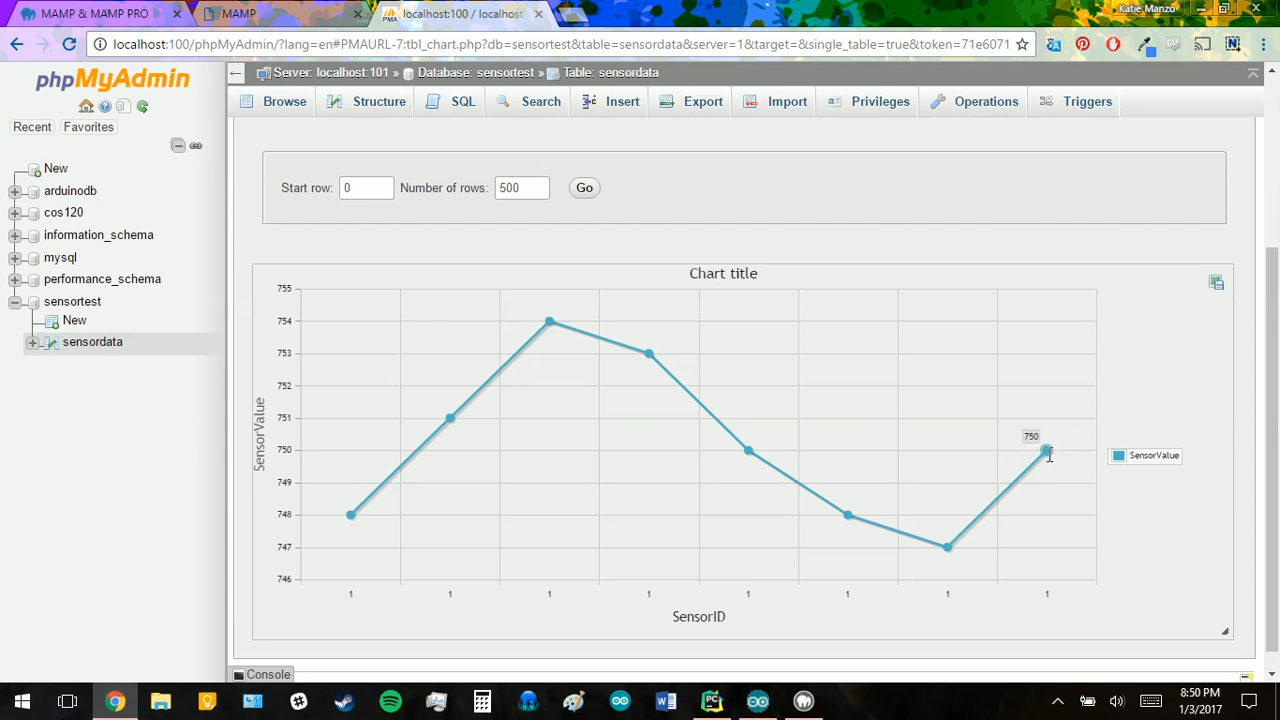 MAMP & MAMP PRO
MAMP
localhost:100 / localhost
Katie Manzo
localhost:100/phpMyAdmin/?lang=en#PMAURL-7:tbl_chart.php?db=sensortest&table=sensordata&server=1&target=&single_table=true&token=71e6071
phpMyAdmin
Server: localhost:101 » Database: sensortest » Table: sensordata
Browse Structure SQL Search Insert Export Import Privileges Operations Triggers
Recent Favorites
New
arduinodb
cos120
information_schema
mysql
performance_schema
sensortest
New
sensordata
Start row: 0 Number of rows: 500 Go
Chart title
755
754
753
752
751
750
749
748
747
746
SensorValue
750
SensorValue
1 1 1 1 1 1 1 1
SensorID
Console
8:50 PM
1/3/2017